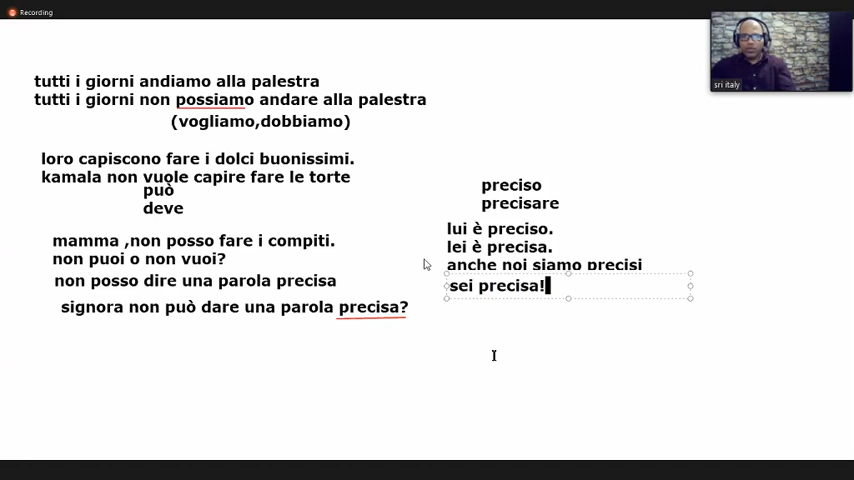 Recording
sri italy
tutti i giorni andiamo alla palestra
tutti i giorni non possiamo andare alla palestra
(vogliamo,dobbiamo)
loro capiscono fare i dolci buonissimi.
kamala non vuole capire fare le torte
può
deve
mamma ,non posso fare i compiti.
non puoi o non vuoi?
non posso dire una parola precisa
signora non può dare una parola precisa?
preciso
precisare
lui è preciso.
lei è precisa.
anche noi siamo precisi
sei precisa!